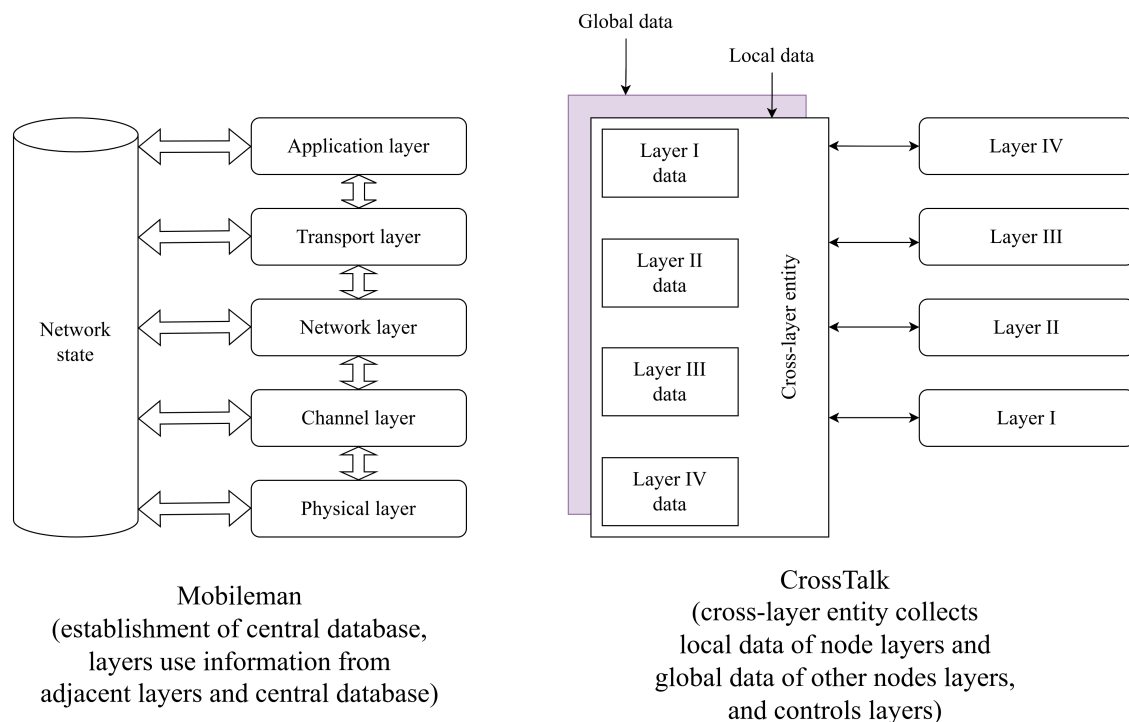 Network
state
Application layer
Transport layer
Network layer
Channel layer
Physical layer
Mobileman
(establishment of central database,
layers use information from
adjacent layers and central database)
Global data
Local data
Layer I
data
Layer II
data
Layer III
data
Layer IV
data
Cross-layer entity
Layer IV
Layer III
Layer II
Layer I
CrossTalk
(cross-layer entity collects
local data of node layers and
global data of other nodes layers,
and controls layers)